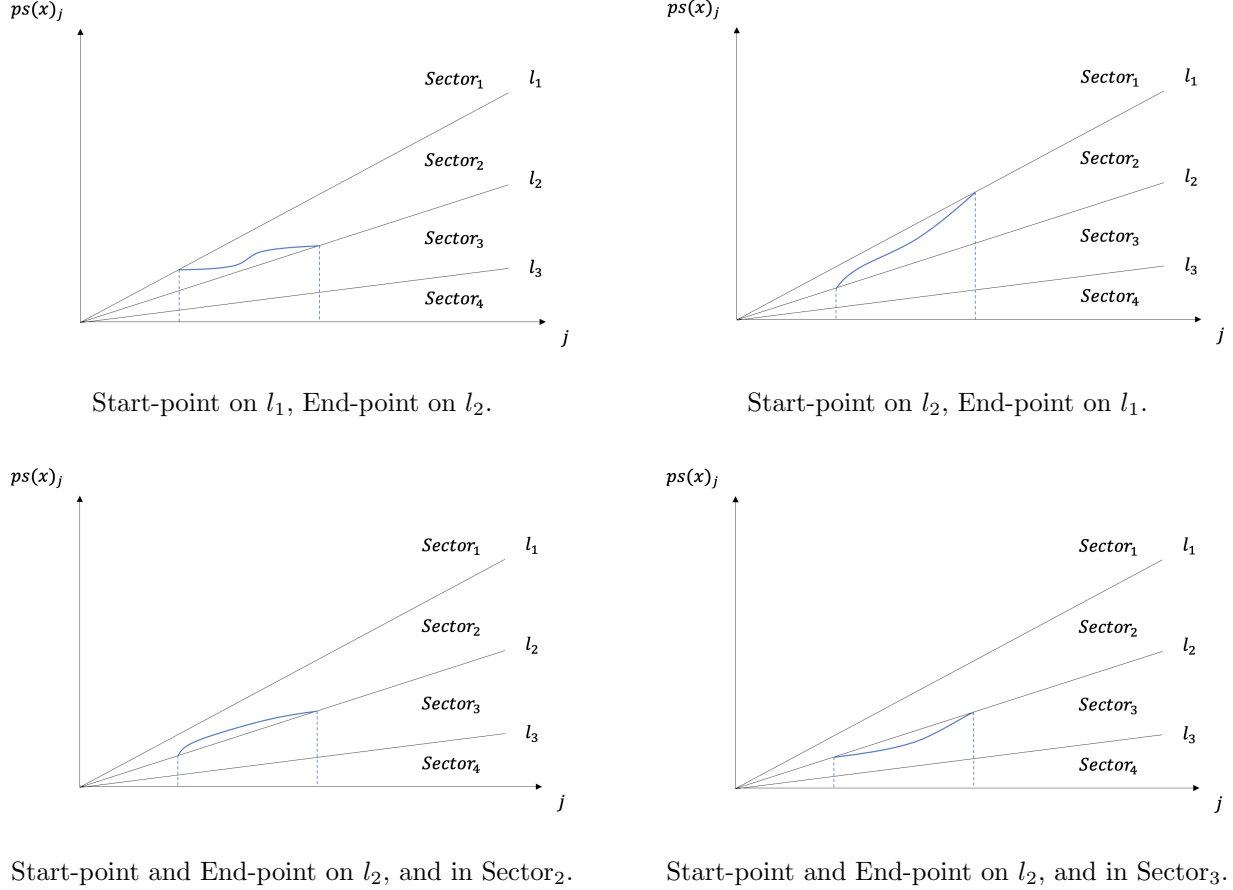 ps(x)_j
Sector_1 l_1
Sector_2
l_2
Sector_3
l_3
Sector_4
j
Start-point on l_1, End-point on l_2.
ps(x)_j
Sector_1 l_1
Sector_2
l_2
Sector_3
l_3
Sector_4
j
Start-point on l_2, End-point on l_1.
ps(x)_j
Sector_1 l_1
Sector_2
l_2
Sector_3
l_3
Sector_4
j
Start-point and End-point on l_2, and in Sector_2.
ps(x)_j
Sector_1 l_1
Sector_2
l_2
Sector_3
l_3
Sector_4
j
Start-point and End-point on l_2, and in Sector_3.